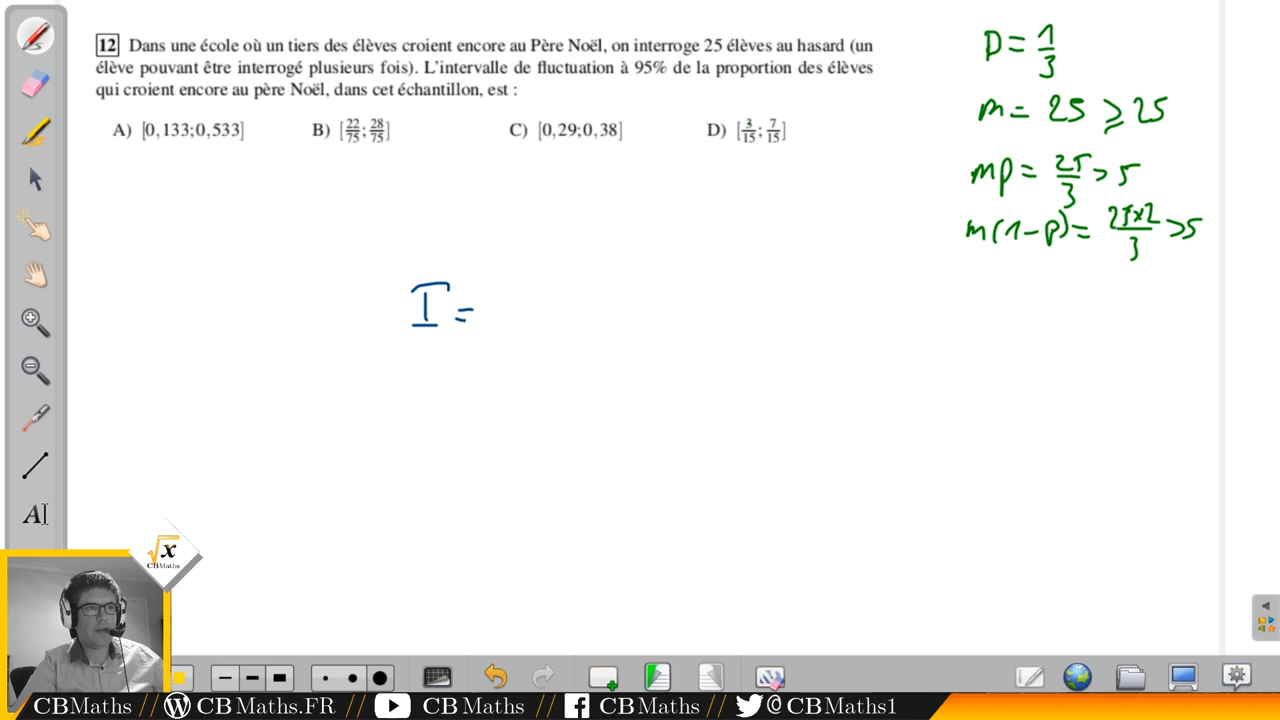 12 Dans une école où un tiers des élèves croient encore au Père Noël, on interroge 25 élèves au hasard (un
élève pouvant être interrogé plusieurs fois). L'intervalle de fluctuation à 95% de la proportion des élèves
qui croient encore au père Noël, dans cet échantillon, est :
A) [0,133;0,533] B) [22/75; 28/75] C) [0,29;0,38] D) [3/15; 7/15]
p = 1/3
n = 25 ⩾ 25
np = 25/3 > 5
n(1-p) = 25×2/3 > 5
I =
A
√x
CBMaths
CBMaths // CBMaths.FR // CBMaths // CBMaths // @CBMaths1